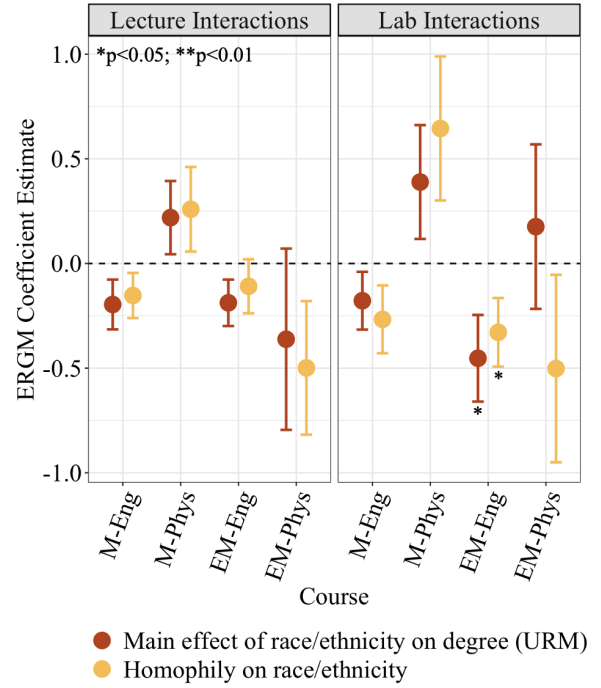 Lecture Interactions
Lab Interactions
*p<0.05; **p<0.01
ERGM Coefficient Estimate
1.0
0.5
0.0
-0.5
-1.0
*
*
M-Eng
M-Phys
EM-Eng
EM-Phys
M-Eng
M-Phys
EM-Eng
EM-Phys
Course
Main effect of race/ethnicity on degree (URM)
Homophily on race/ethnicity